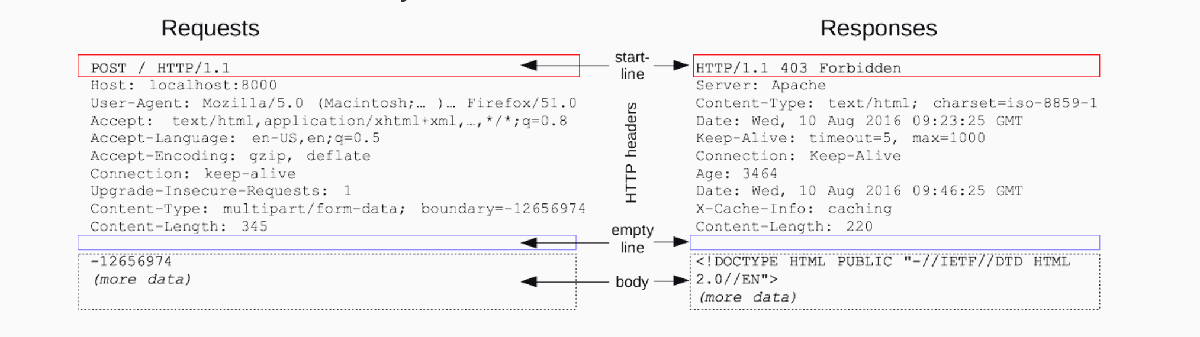 Requests
POST / HTTP/1.1
Host: localhost:8000
User-Agent: Mozilla/5.0 (Macintosh;… )… Firefox/51.0
Accept: text/html,application/xhtml+xml,…,*/*;q=0.8
Accept-Language: en-US,en;q=0.5
Accept-Encoding: gzip, deflate
Connection: keep-alive
Upgrade-Insecure-Requests: 1
Content-Type: multipart/form-data; boundary=-12656974
Content-Length: 345
-12656974
(more data)
start-
line
HTTP headers
empty
line
body
Responses
HTTP/1.1 403 Forbidden
Server: Apache
Content-Type: text/html; charset=iso-8859-1
Date: Wed, 10 Aug 2016 09:23:25 GMT
Keep-Alive: timeout=5, max=1000
Connection: Keep-Alive
Age: 3464
Date: Wed, 10 Aug 2016 09:46:25 GMT
X-Cache-Info: caching
Content-Length: 220
<!DOCTYPE HTML PUBLIC "-//IETF//DTD HTML
2.0//EN">
(more data)